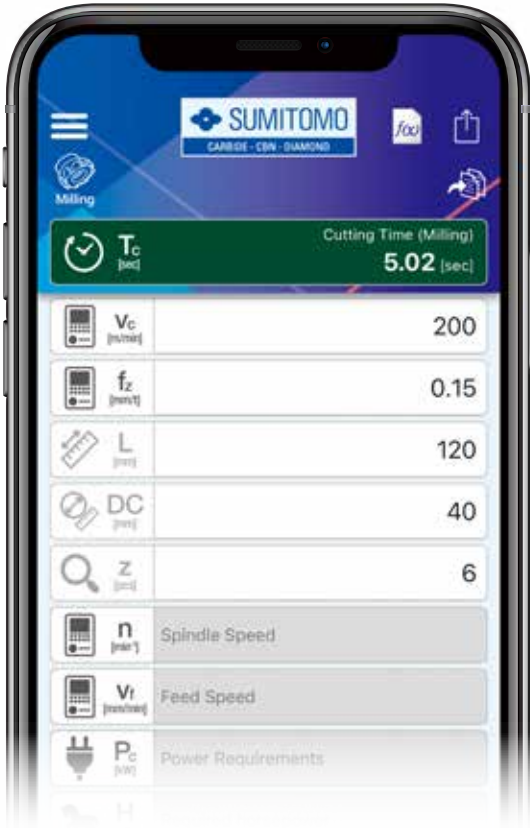 SUMITOMO
CARBIDE - CBN - DIAMOND
f(x)
Milling
Cutting Time (Milling)
Tc
[sec]
5.02 [sec]
Vc
[m/min]
200
fz
[mm/t]
0.15
L
[mm]
120
DC
[mm]
40
z
6
n
[min⁻¹]
Spindle Speed
Vf
[mm/min]
Feed Speed
Pc
[kW]
Power Requirements
H